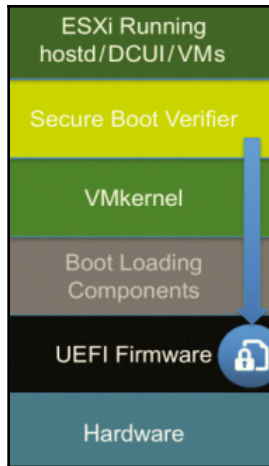 ESXi Running
hostd/DCUI/VMs
Secure Boot Verifier
VMkernel
Boot Loading
Components
UEFI Firmware
Hardware